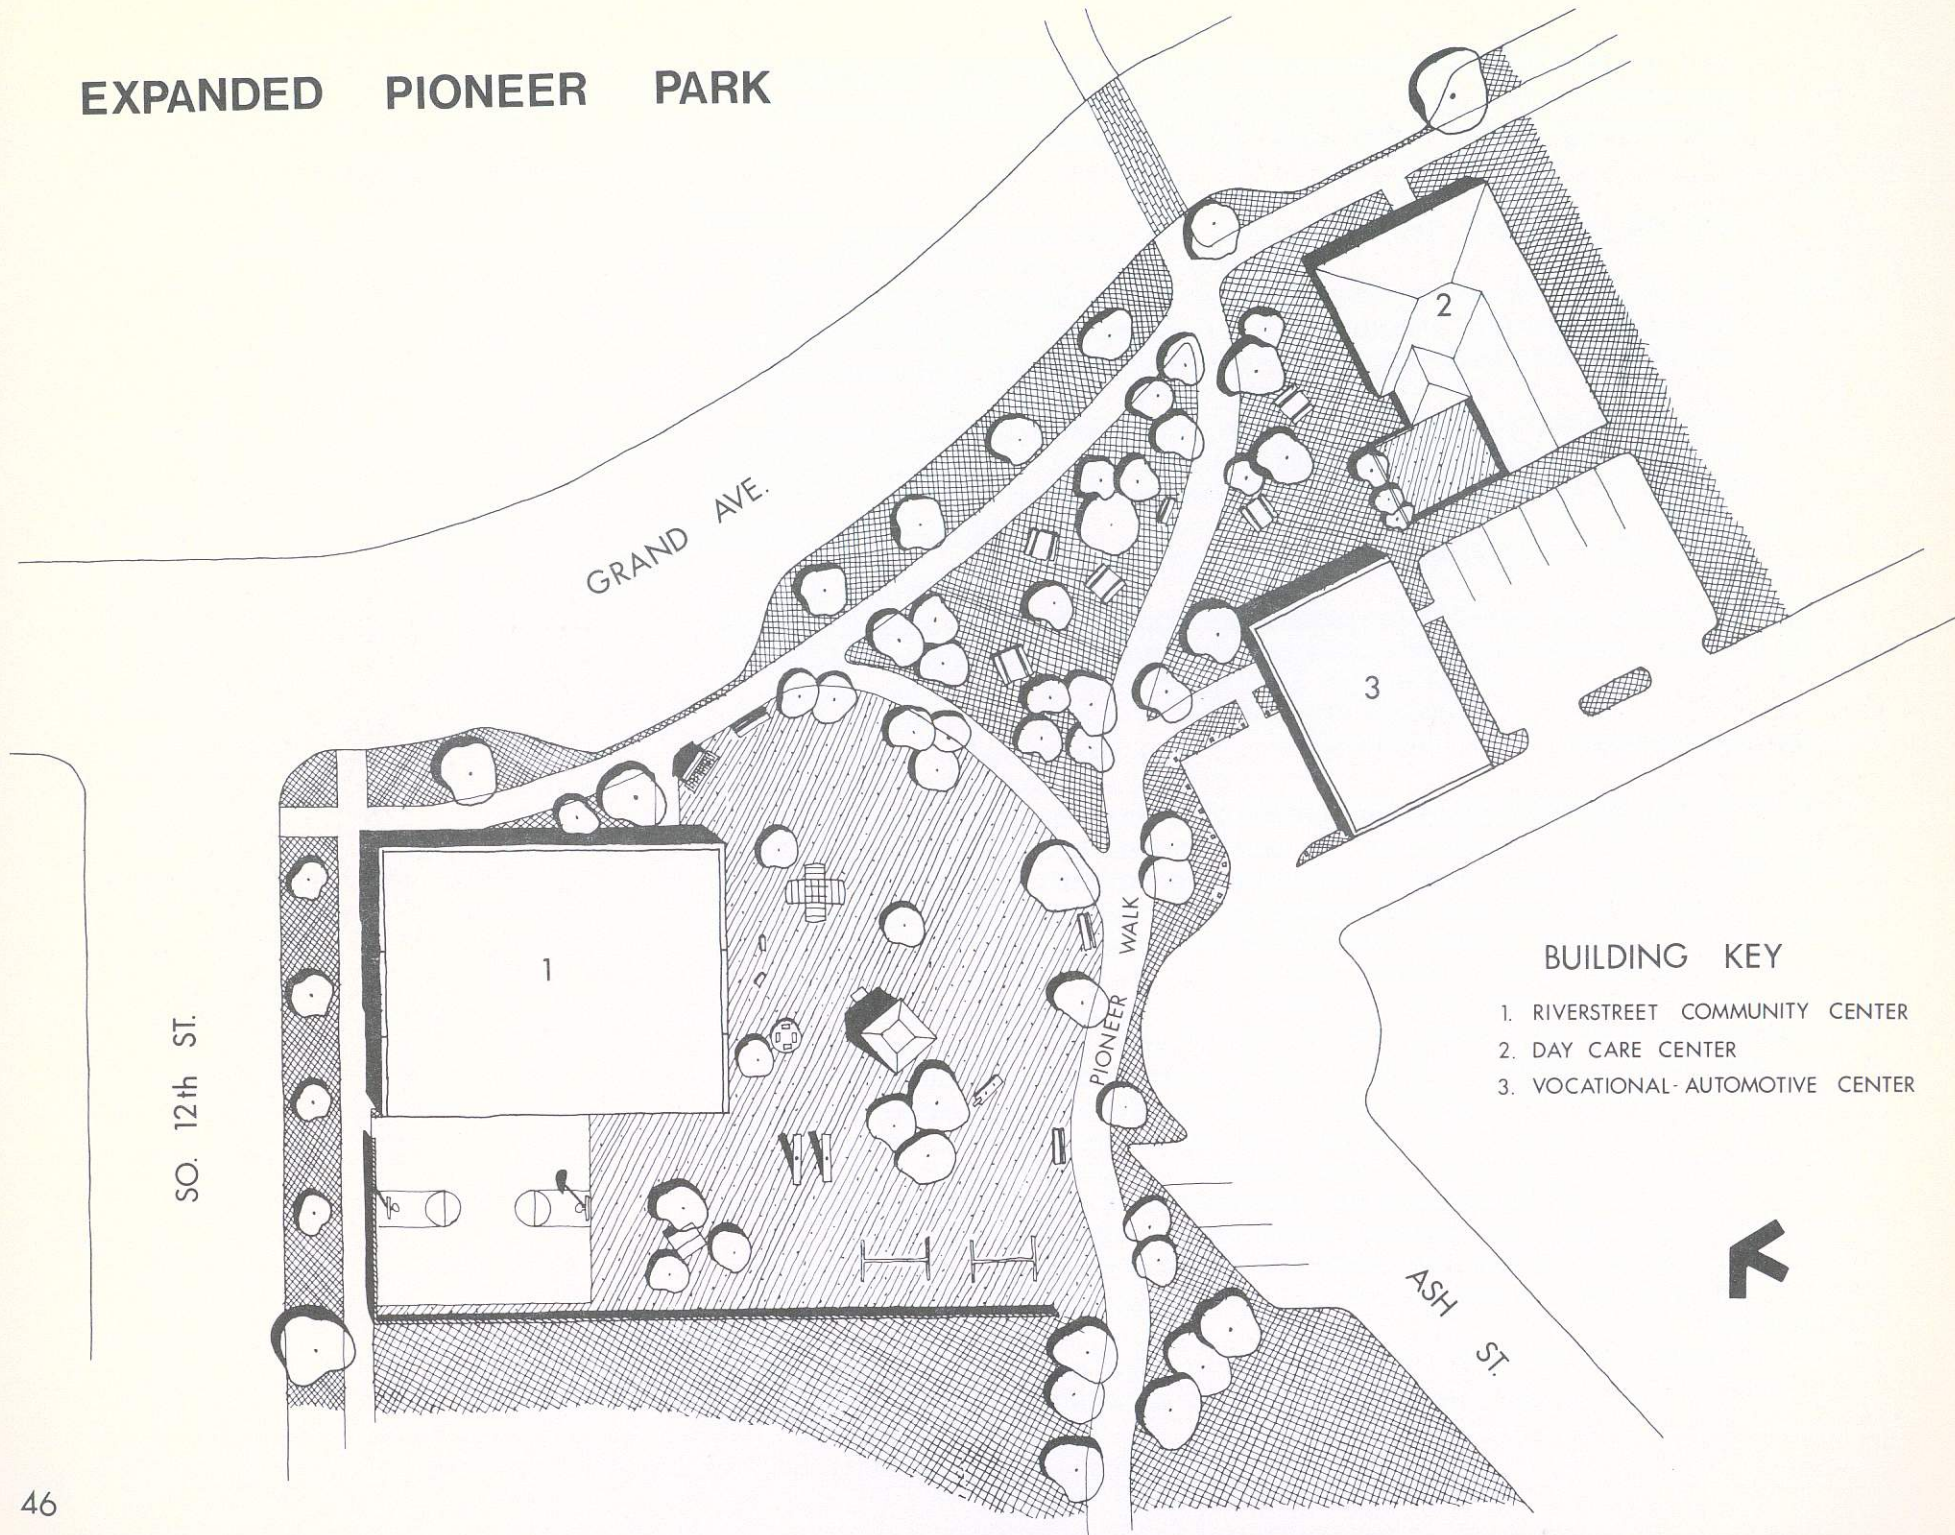 EXPANDED PIONEER PARK
GRAND AVE.
2
3
1
PIONEER WALK
SO. 12th ST.
ASH ST.
BUILDING KEY
1. RIVERSTREET COMMUNITY CENTER
2. DAY CARE CENTER
3. VOCATIONAL-AUTOMOTIVE CENTER
46